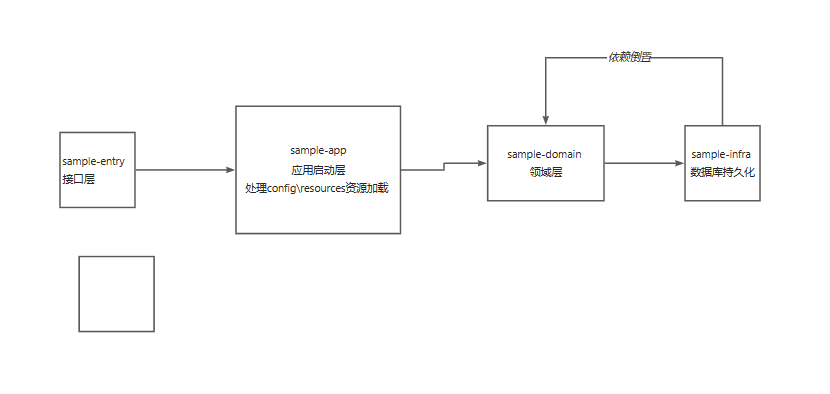 依赖倒置
sample-entry
接口层
sample-app
应用启动层
处理config\resources资源加载
sample-domain
领域层
sample-infra
数据库持久化